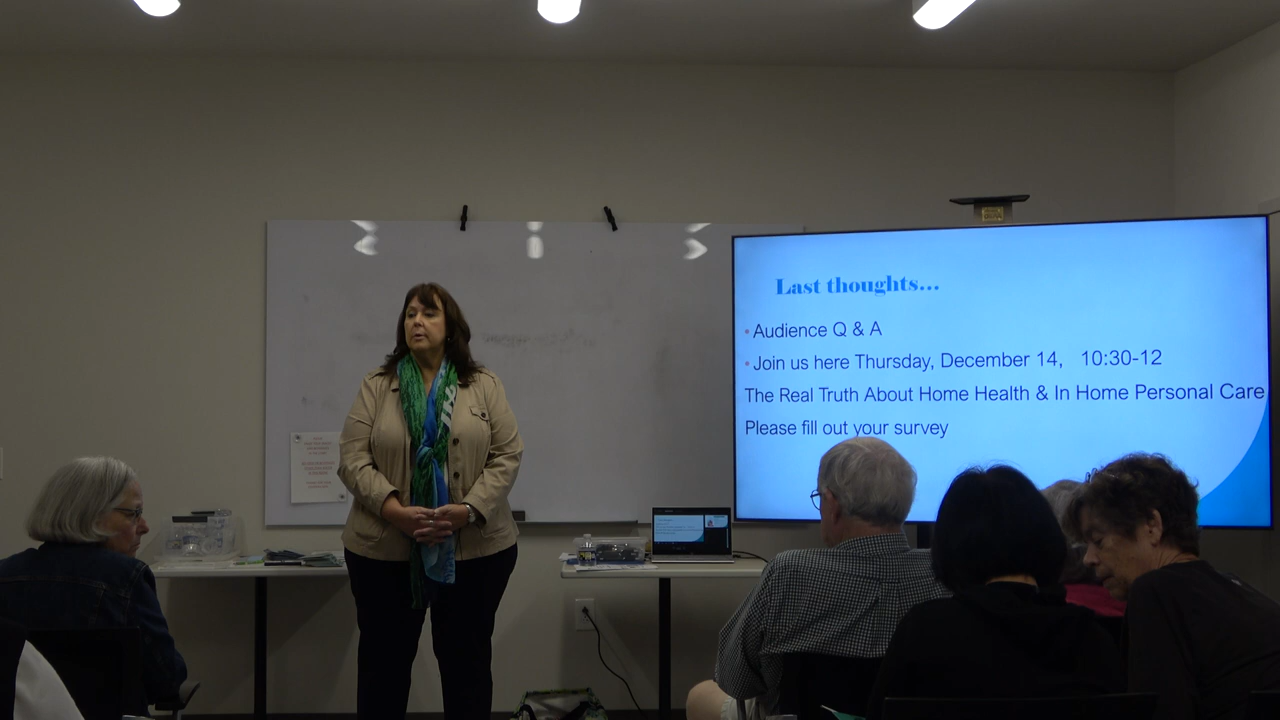 Last thoughts...
• Audience Q & A
• Join us here Thursday, December 14, 10:30-12
The Real Truth About Home Health & In Home Personal Care
Please fill out your survey